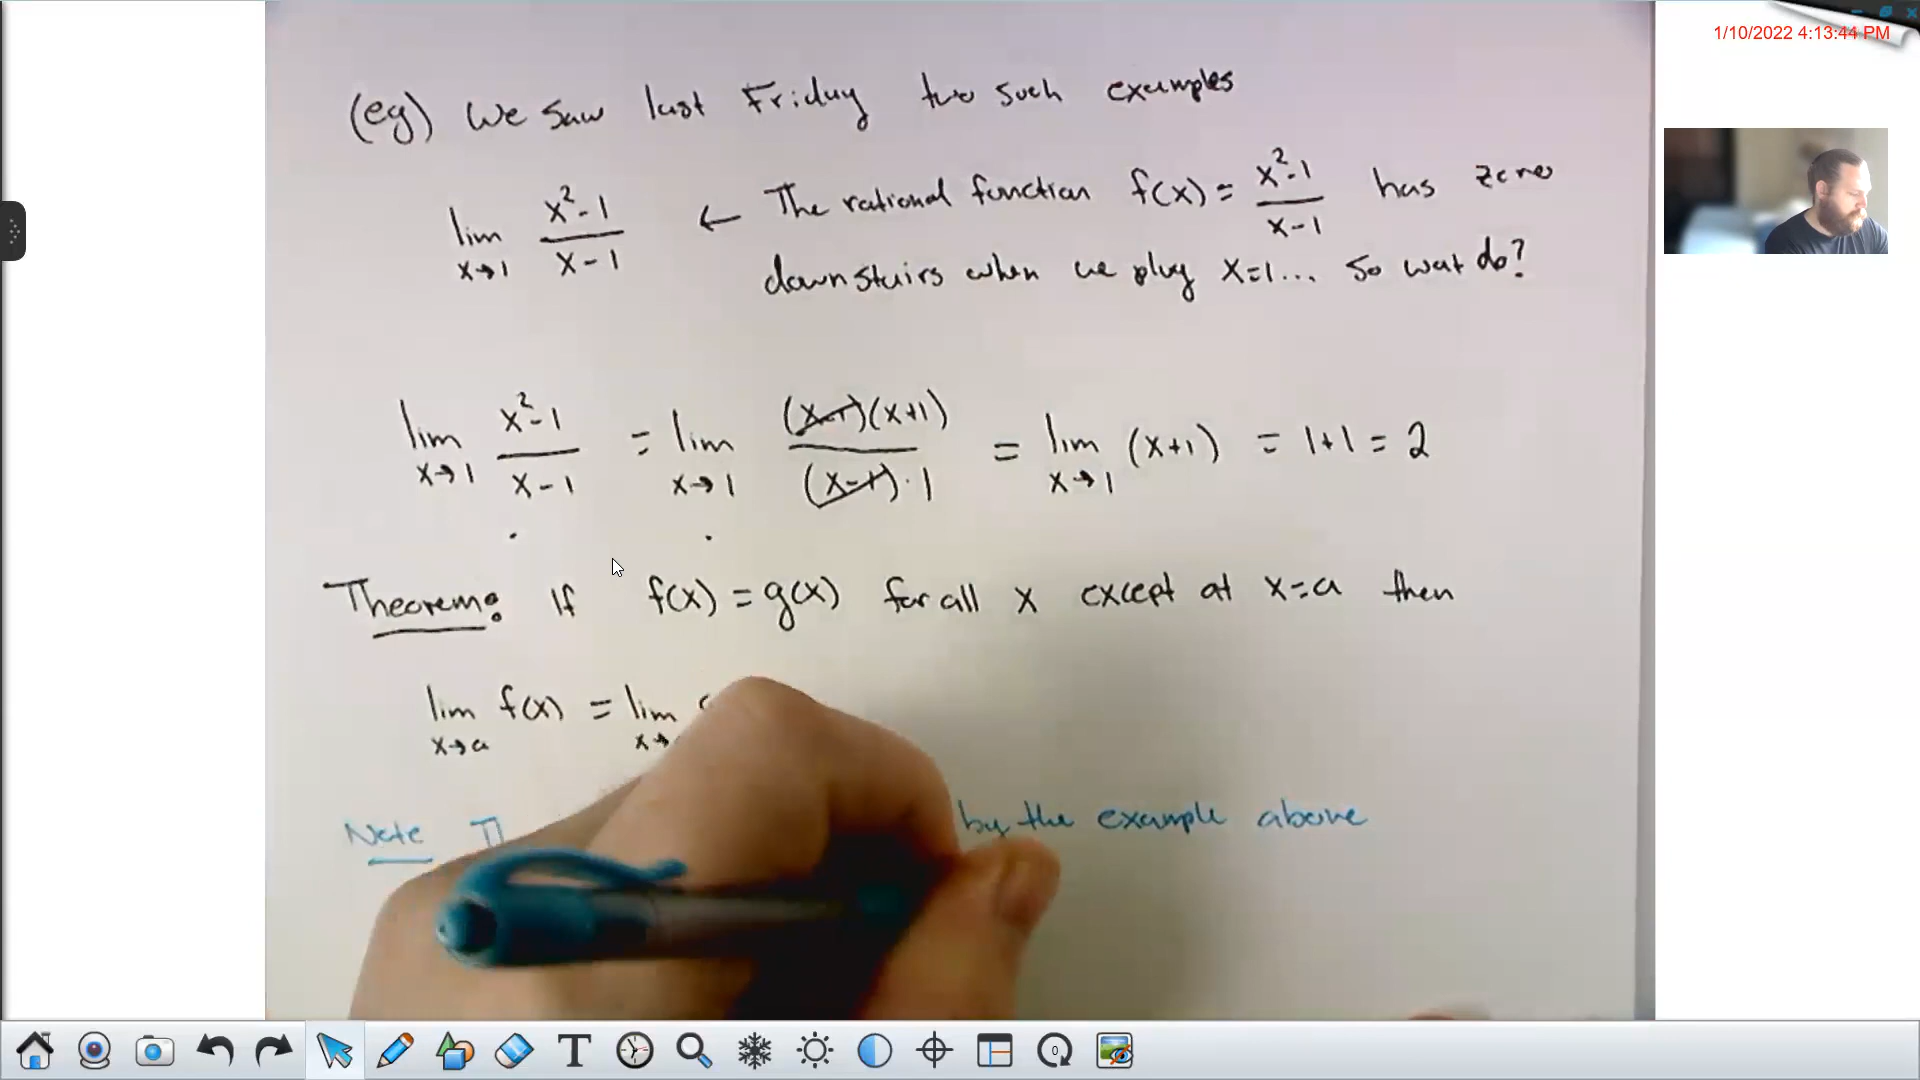 1/10/2022 4:13:44 PM
(eg) We saw last Friday two such examples
lim x→1 (x²-1)/(x-1) ← The rational function f(x) = (x²-1)/(x-1) has zeroes
downstairs when we plug x=1... so wat do?
lim x→1 (x²-1)/(x-1) = lim x→1 ((x-1)(x+1))/((x-1)·1) = lim x→1 (x+1) = 1+1 = 2
Theorem: If f(x) = g(x) for all x except at x=a then
lim x→a f(x) = lim x→
Note by the example above
T
0